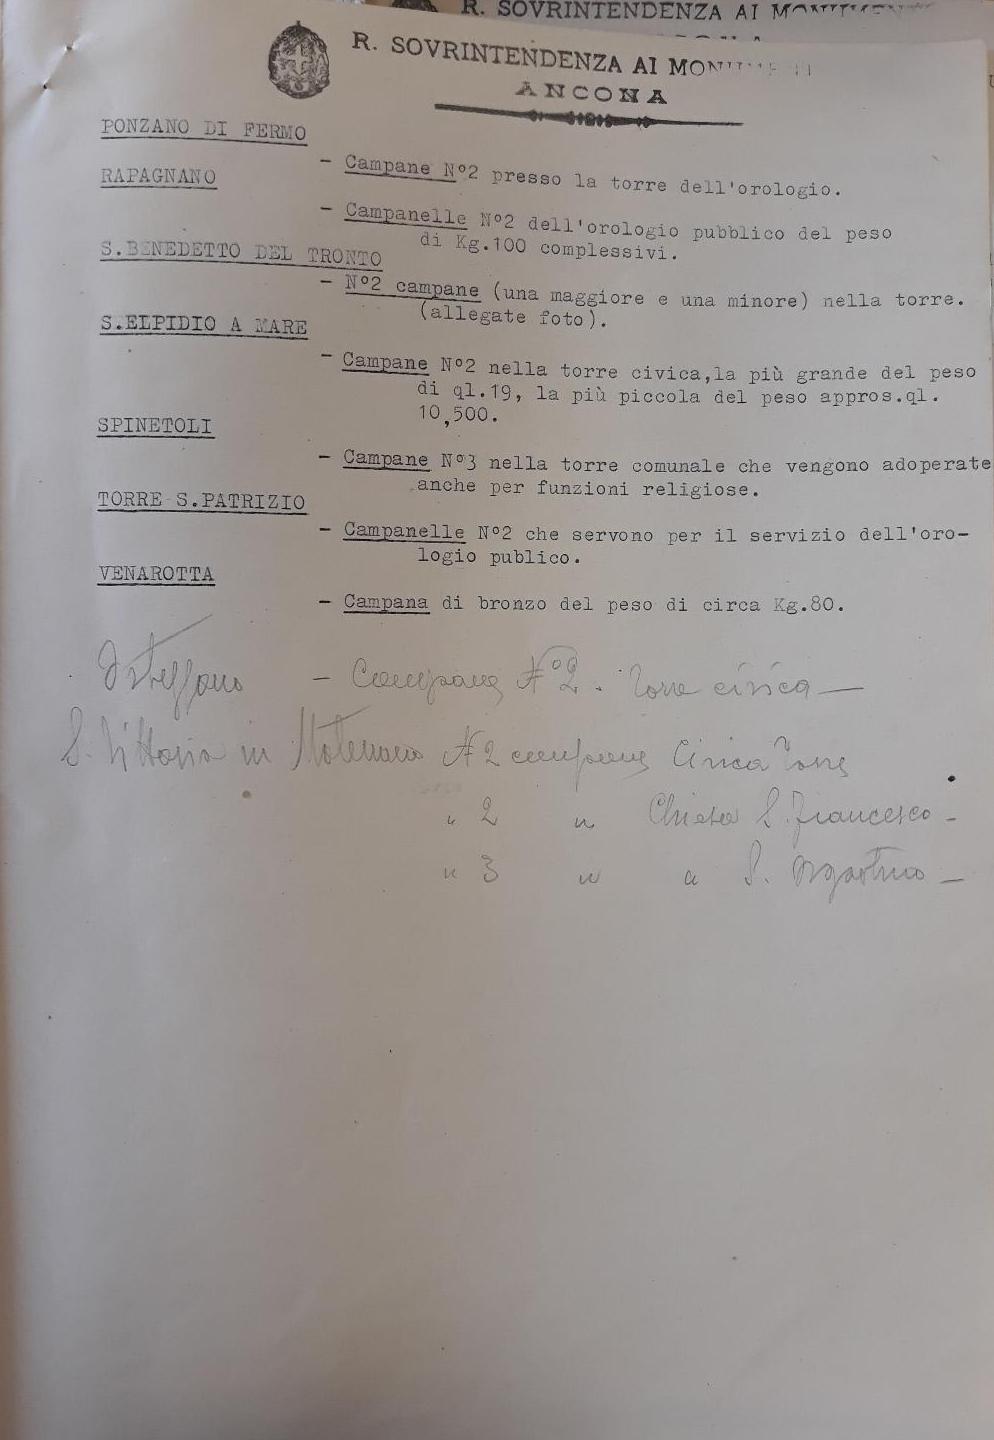 R. SOVRINTENDENZA AI
R. SOVRINTENDENZA AI MONUMENTI
ANCONA
PONZANO DI FERMO
- Campane N°2 presso la torre dell'orologio.
RAPAGNANO
- Campanelle N°2 dell'orologio pubblico del peso
di Kg.100 complessivi.
S.BENEDETTO DEL TRONTO
- N°2 campane (una maggiore e una minore) nella torre.
(allegate foto).
S.ELPIDIO A MARE
- Campane N°2 nella torre civica,la più grande del peso
di ql.19, la più piccola del peso appros.ql.
10,500.
SPINETOLI
- Campane N°3 nella torre comunale che vengono adoperate
anche per funzioni religiose.
TORRE S.PATRIZIO
- Campanelle N°2 che servono per il servizio dell'oro-
logio publico.
VENAROTTA
- Campana di bronzo del peso di circa Kg.80.
- Campane N° 2. Torre civica -
S. Vittoria in Matenano N 2 campane Civica Torre
" 2 " Chiesa S. Francesco -
" 3 " " S. Agostino -